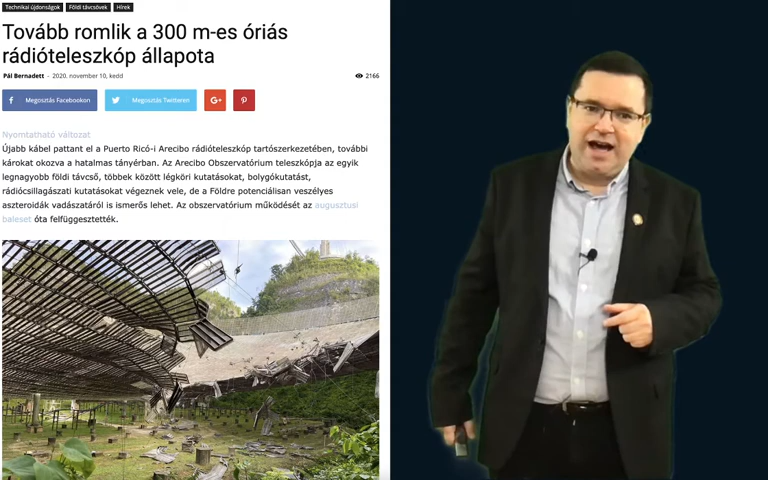 Technikai újdonságok Földi távcsövek Hírek
Tovább romlik a 300 m-es óriás
rádióteleszkóp állapota
Pál Bernadett - 2020. november 10, kedd 2166
Megosztás Facebookon Megosztás Twitteren G+
Nyomtatható változat
Újabb kábel pattant el a Puerto Ricó-i Arecibo rádióteleszkóp tartószerkezetében, további
károkat okozva a hatalmas tányérban. Az Arecibo Obszervatórium teleszkópja az egyik
legnagyobb földi távcső, többek között légköri kutatásokat, bolygókutatást,
rádiócsillagászati kutatásokat végeznek vele, de a Földre potenciálisan veszélyes
aszteroidák vadászatáról is ismerős lehet. Az obszervatórium működését az augusztusi
baleset óta felfüggesztették.